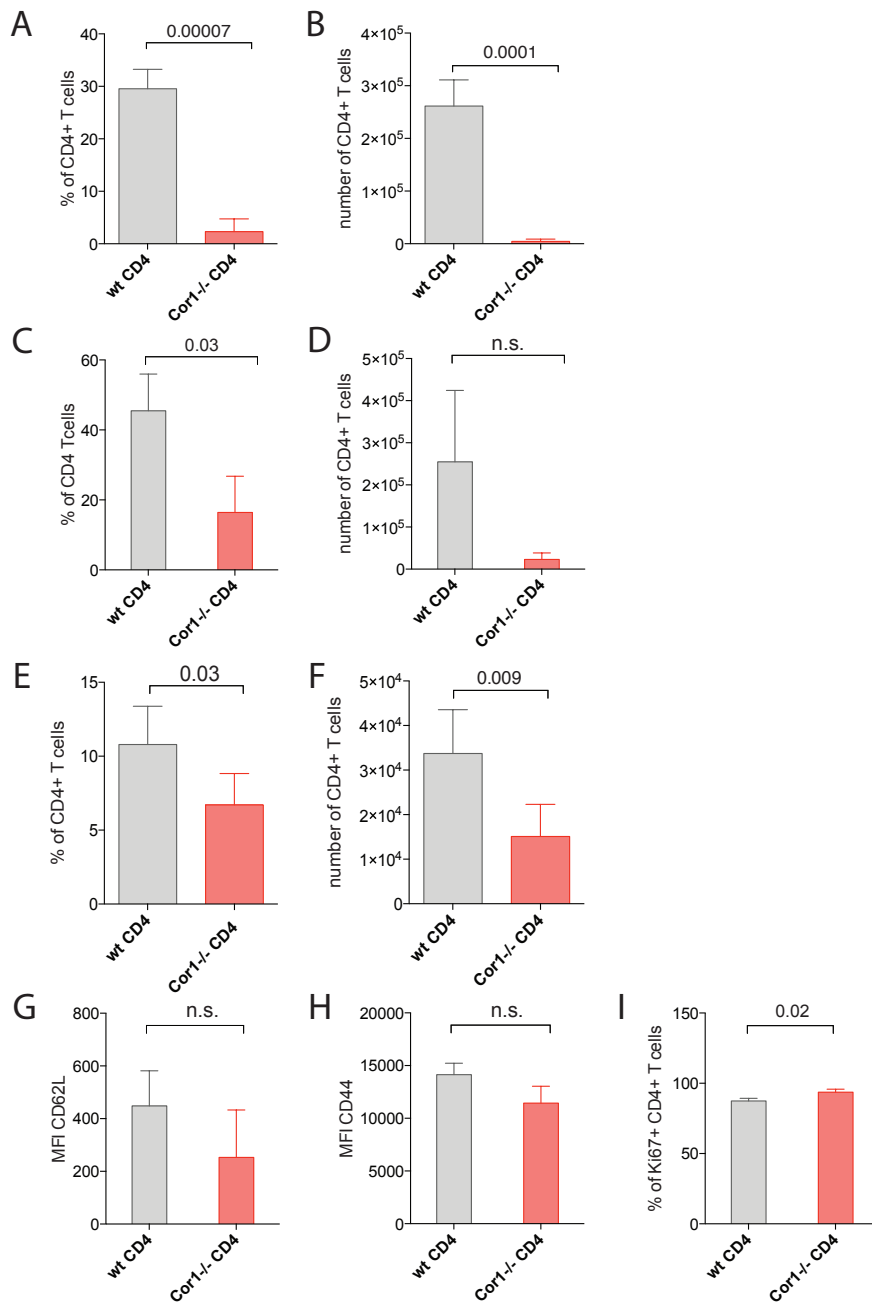 A
0.00007
% of CD4+ T cells
40
30
20
10
0
wt CD4
Cor1-/- CD4
B
0.0001
number of CD4+ T cells
4×10⁵
3×10⁵
2×10⁵
1×10⁵
0
wt CD4
Cor1-/- CD4
C
0.03
% of CD4 Tcells
60
40
20
0
wt CD4
Cor1-/- CD4
D
n.s.
number of CD4+ T cells
5×10⁵
4×10⁵
3×10⁵
2×10⁵
1×10⁵
0
wt CD4
Cor1-/- CD4
E
0.03
% of CD4+ T cells
15
10
5
0
wt CD4
Cor1-/- CD4
F
0.009
number of CD4+ T cells
5×10⁴
4×10⁴
3×10⁴
2×10⁴
1×10⁴
0
wt CD4
Cor1-/- CD4
G
n.s.
MFI CD62L
800
600
400
200
0
wt CD4
Cor1-/- CD4
H
n.s.
MFI CD44
20000
15000
10000
5000
0
wt CD4
Cor1-/- CD4
I
0.02
% of Ki67+ CD4+ T cells
150
100
50
0
wt CD4
Cor1-/- CD4